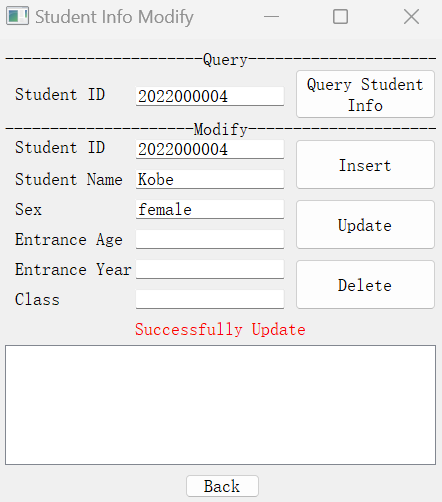 Student Info Modify
Query
Student ID 2022000004 Query Student Info
Modify
Student ID 2022000004
Insert
Student Name Kobe
Sex female
Update
Entrance Age
Entrance Year
Delete
Class
Successfully Update
Back